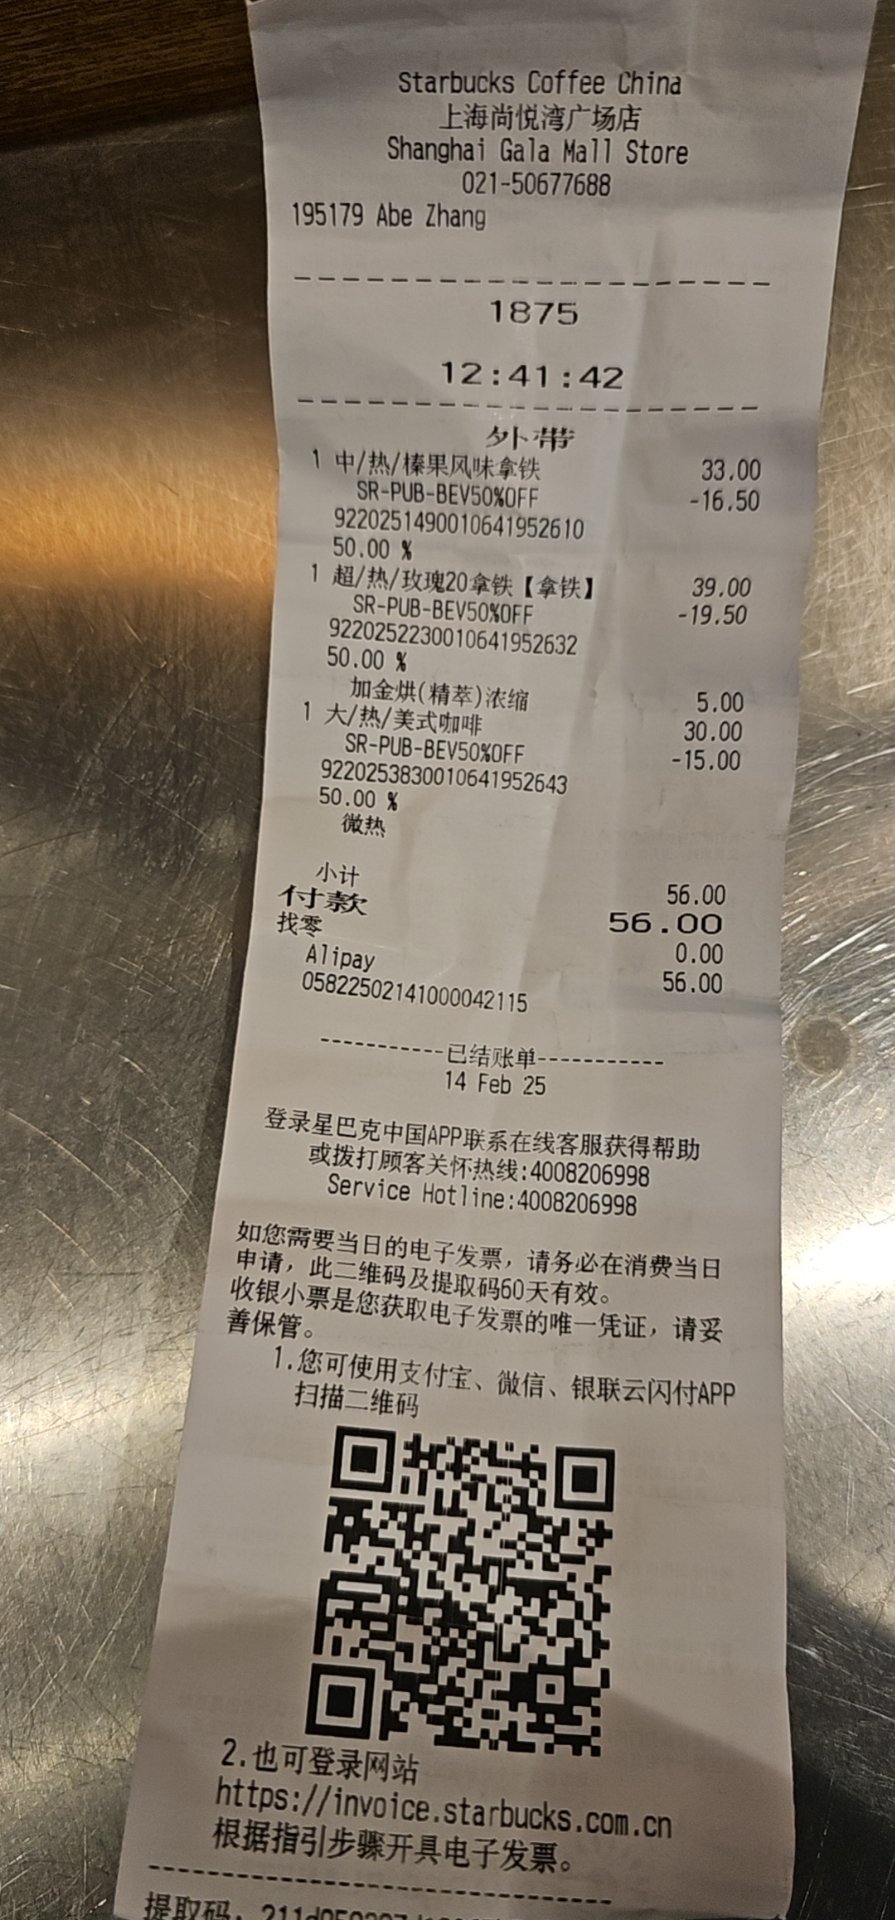 Starbucks Coffee China
上海尚悦湾广场店
Shanghai Gala Mall Store
021-50677688
195179 Abe Zhang
1875
12:41:42
外带
1 中/热/榛果风味拿铁 33.00
SR-PUB-BEV50%OFF -16.50
9220251490010641952610
50.00 %
1 超/热/玫瑰20拿铁【拿铁】 39.00
SR-PUB-BEV50%OFF -19.50
9220252230010641952632
50.00 %
加金烘(精萃)浓缩 5.00
1 大/热/美式咖啡 30.00
SR-PUB-BEV50%OFF -15.00
9220253830010641952643
50.00 %
微热
小计 56.00
付款 56.00
找零 0.00
Alipay 56.00
05822502141000042115
-----------已结账单-----------
14 Feb 25
登录星巴克中国APP联系在线客服获得帮助
或拨打顾客关怀热线:4008206998
Service Hotline:4008206998
如您需要当日的电子发票，请务必在消费当日
申请，此二维码及提取码60天有效。
收银小票是您获取电子发票的唯一凭证，请妥
善保管。
1.您可使用支付宝、微信、银联云闪付APP
扫描二维码
2.也可登录网站
https://invoice.starbucks.com.cn
根据指引步骤开具电子发票。
提取码: